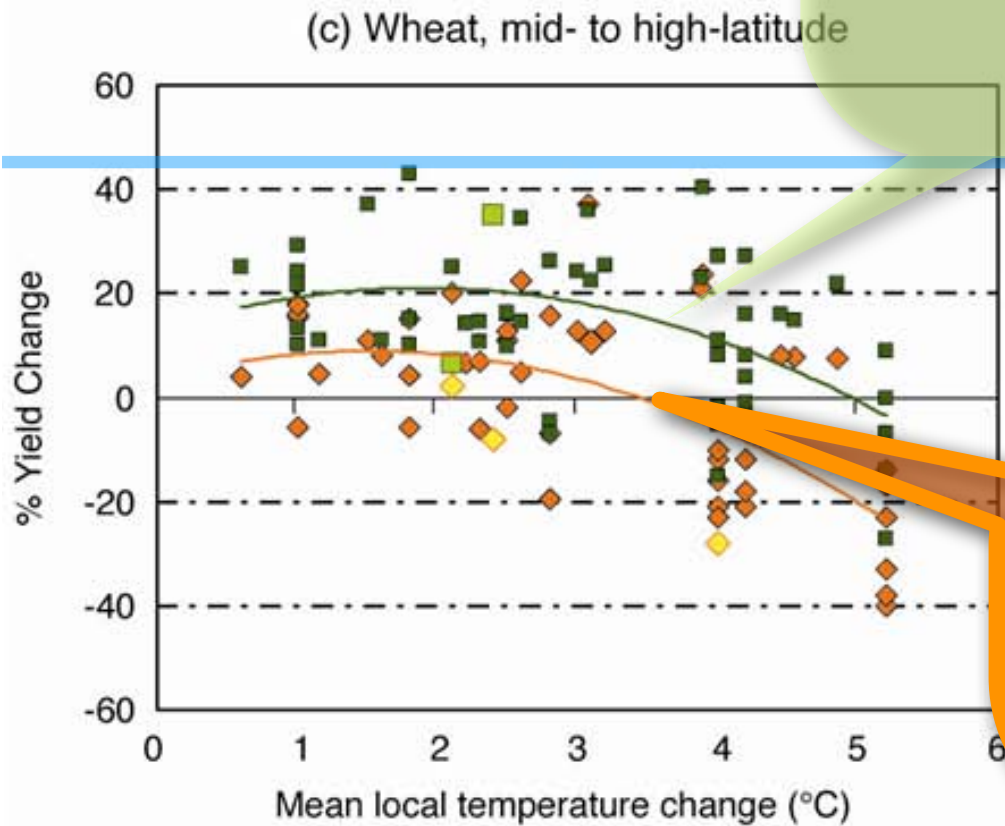 (c) Wheat, mid- to high-latitude
60
40
20
0
-20
-40
-60
% Yield Change
0 1 2 3 4 5 6
Mean local temperature change (°C)